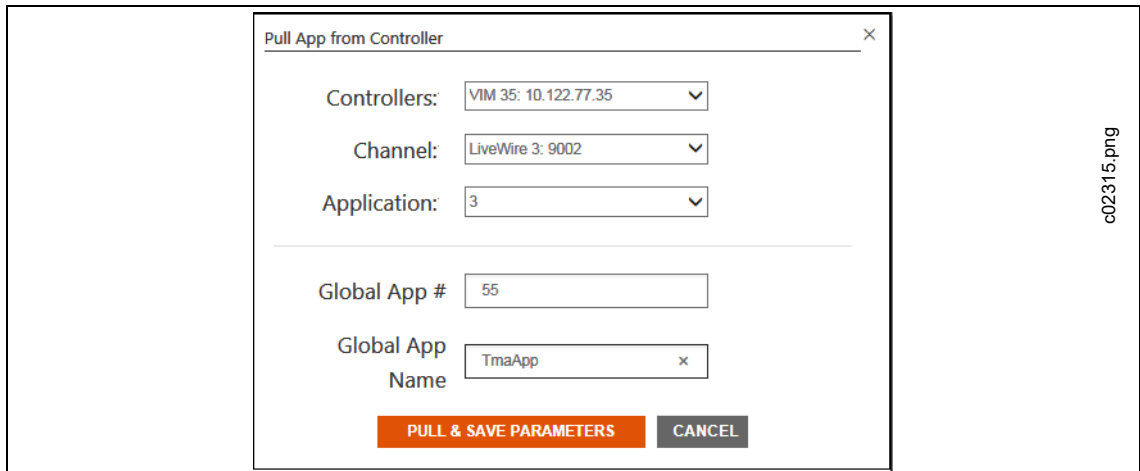 Pull App from Controller ×
Controllers: VIM 35: 10.122.77.35
Channel: LiveWire 3: 9002
Application: 3
Global App # 55
Global App
Name TmaApp ×
PULL & SAVE PARAMETERS CANCEL
c02315.png